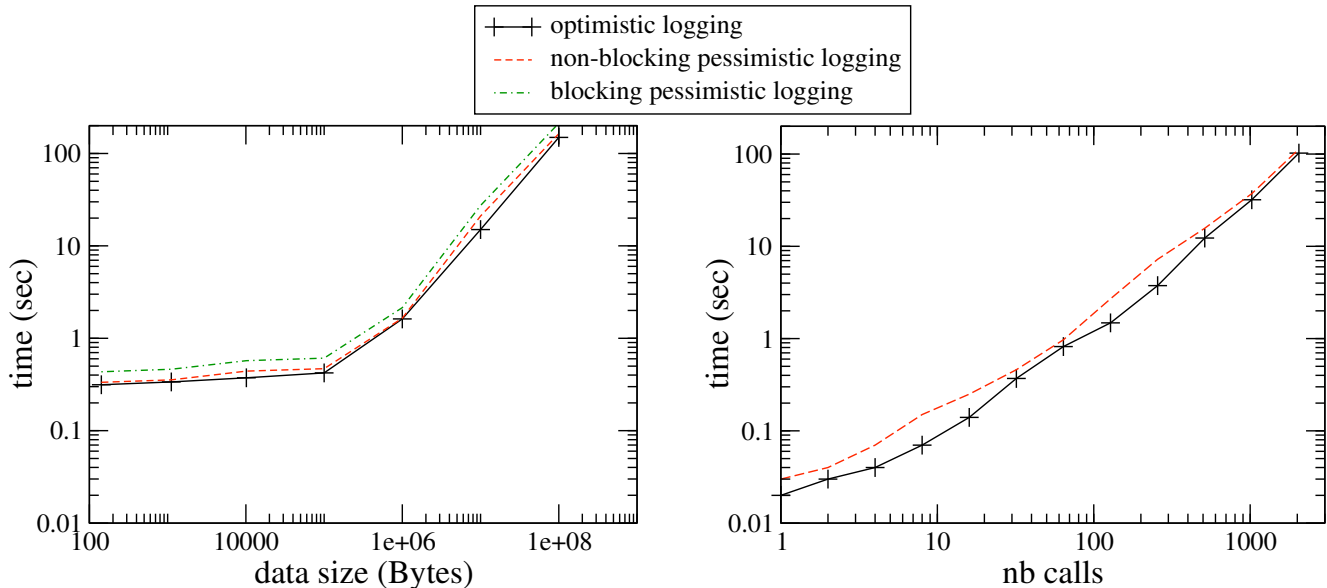 optimistic logging
non-blocking pessimistic logging
blocking pessimistic logging
100
10
1
0.1
0.01
time (sec)
100 10000 1e+06 1e+08
data size (Bytes)
100
10
1
0.1
0.01
time (sec)
1 10 100 1000
nb calls